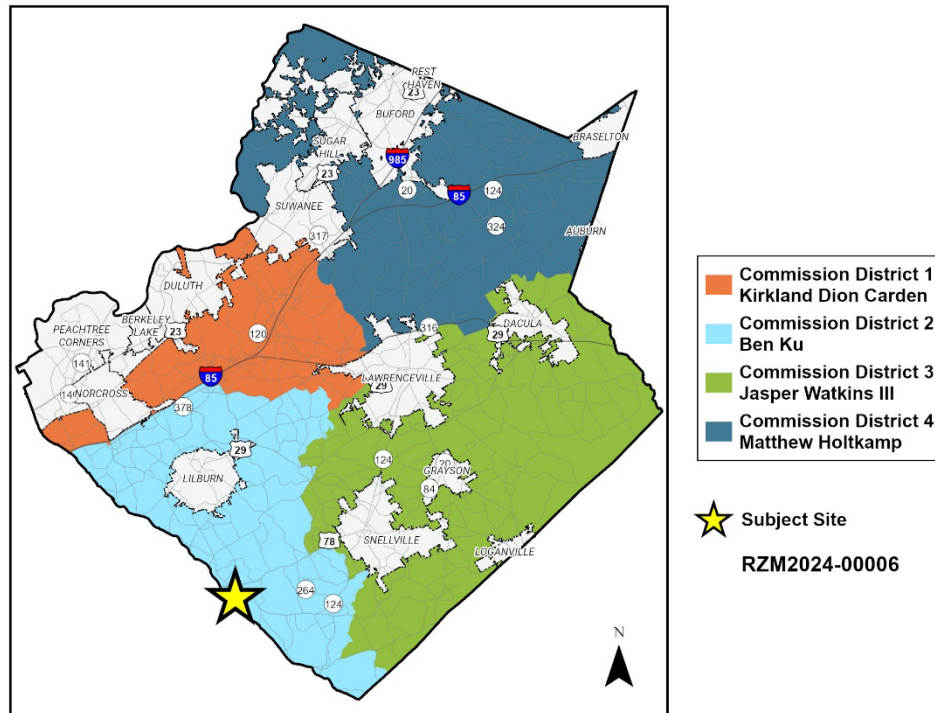 REST
HAVEN
23
BUFORD
BRASELTON
SUGAR
HILL
985
23
20
85
124
SUWANEE
324
317
AUBURN
DULUTH
BERKELEY
LAKE
23
PEACHTREE
CORNERS
120
316
DACULA
29
141
LAWRENCEVILLE
29
85
14
NORCROSS
378
29
LILBURN
124
20
GRAYSON
84
78
SNELLVILLE
LOGANVILLE
264
124
N
Commission District 1
Kirkland Dion Carden
Commission District 2
Ben Ku
Commission District 3
Jasper Watkins III
Commission District 4
Matthew Holtkamp
Subject Site
RZM2024-00006